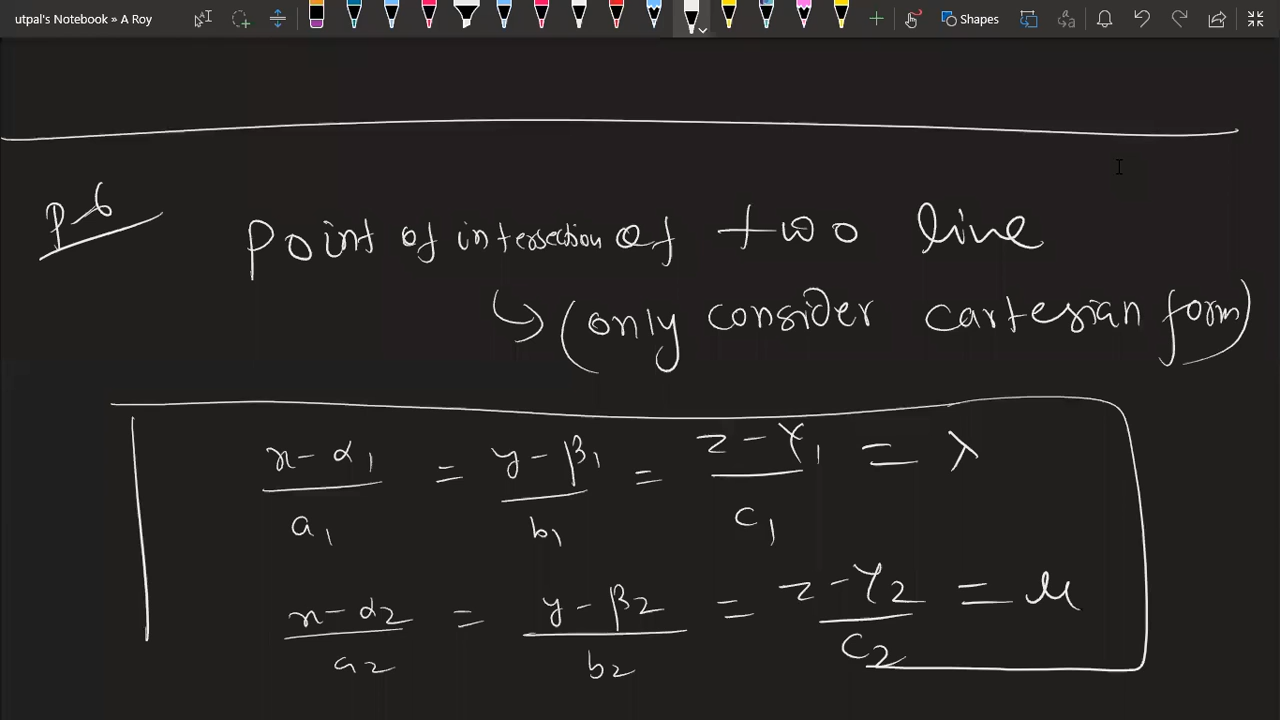 utpal's Notebook » A Roy
Shapes
P-6
Point of intersection of two line
↳ (only consider cartesian form)
x-α₁/a₁ = y-β₁/b₁ = z-γ₁/c₁ = λ
x-α₂/a₂ = y-β₂/b₂ = z-γ₂/c₂ = μ